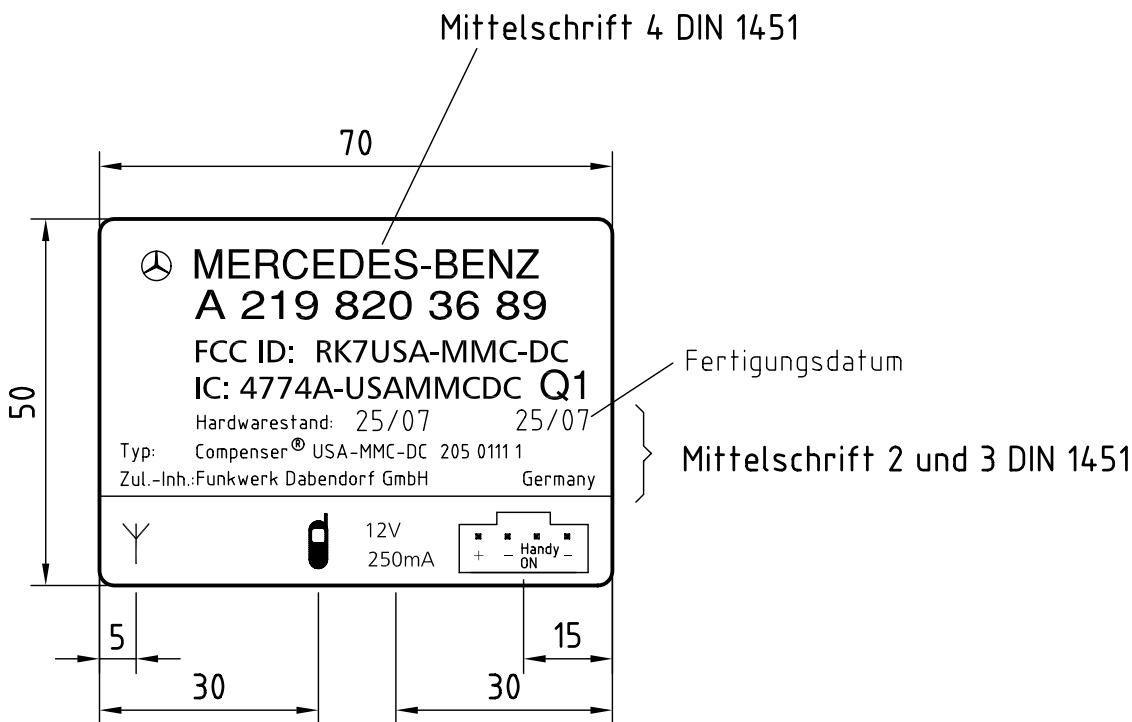 Mittelschrift 4 DIN 1451
70
50
MERCEDES-BENZ
A 219 820 36 89
FCC ID: RK7USA-MMC-DC
IC: 4774A-USAMMCDC Q1
Fertigungsdatum
Hardwarestand: 25/07 25/07
Typ: Compenser® USA-MMC-DC 205 0111 1
Zul.-Inh.:Funkwerk Dabendorf GmbH Germany
Mittelschrift 2 und 3 DIN 1451
12V
250mA
+ - Handy -
ON
5
15
30
30